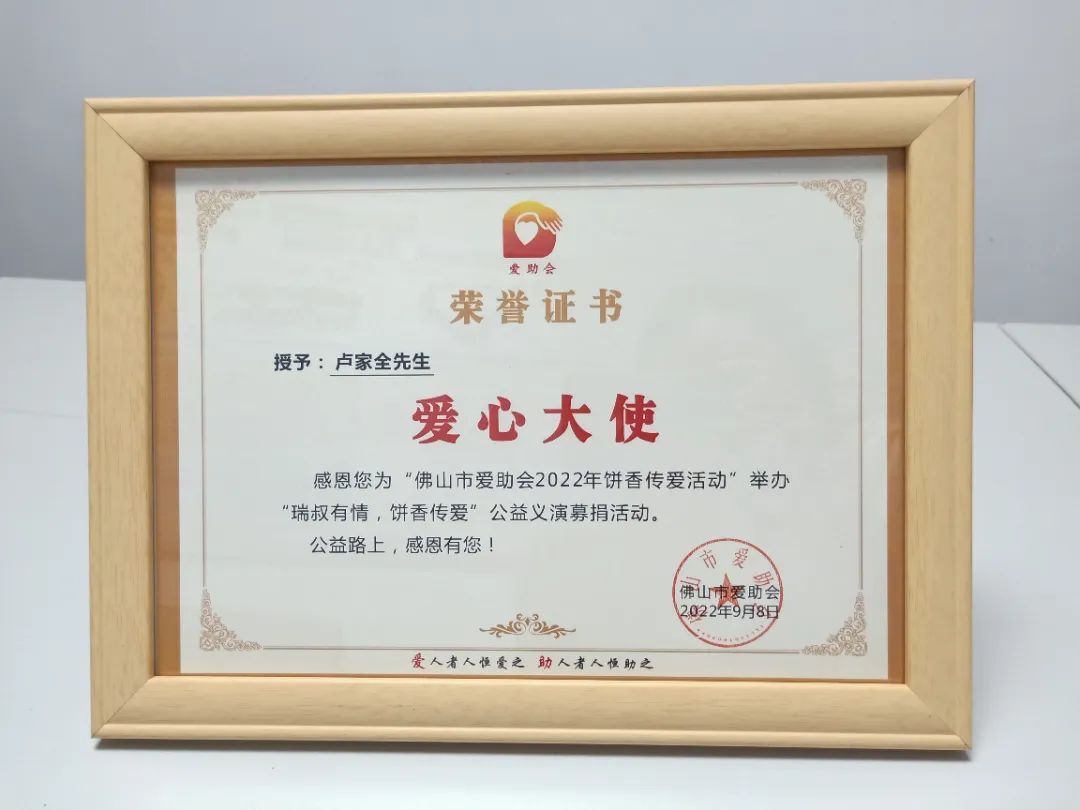 爱助会
荣誉证书
授予：卢家全先生
爱心大使
感恩您为“佛山市爱助会2022年饼香传爱活动”举办
“瑞叔有情，饼香传爱”公益义演募捐活动。
公益路上，感恩有您！
山市爱助
佛山市爱助会
2022年9月8日
爱人者人恒爱之 助人者人恒助之